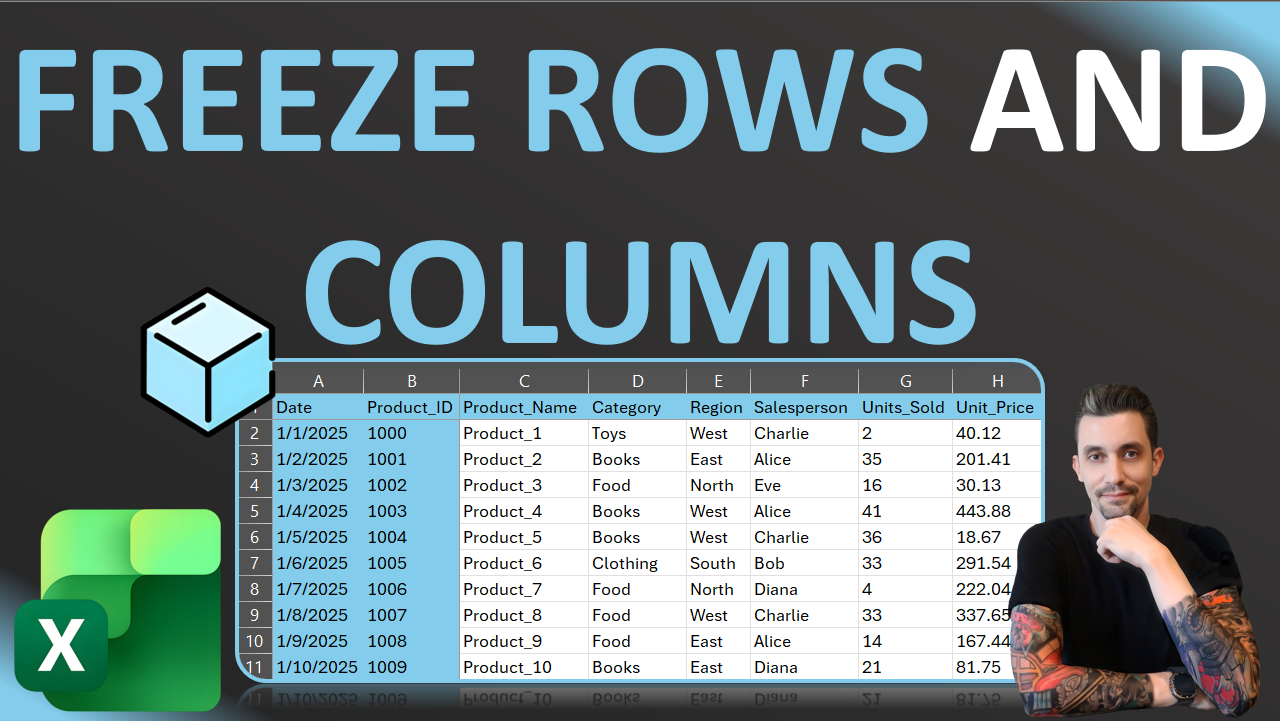 FREEZE ROWS AND
COLUMNS
A B C D E F G H
Date Product_ID Product_Name Category Region Salesperson Units_Sold Unit_Price
2 1/1/2025 1000 Product_1 Toys West Charlie 2 40.12
3 1/2/2025 1001 Product_2 Books East Alice 35 201.41
4 1/3/2025 1002 Product_3 Food North Eve 16 30.13
5 1/4/2025 1003 Product_4 Books West Alice 41 443.88
6 1/5/2025 1004 Product_5 Books West Charlie 36 18.67
7 1/6/2025 1005 Product_6 Clothing South Bob 33 291.54
8 1/7/2025 1006 Product_7 Food North Diana 4 222.04
9 1/8/2025 1007 Product_8 Food West Charlie 33 337.65
10 1/9/2025 1008 Product_9 Food East Alice 14 167.44
11 1/10/2025 1009 Product_10 Books East Diana 21 81.75
X